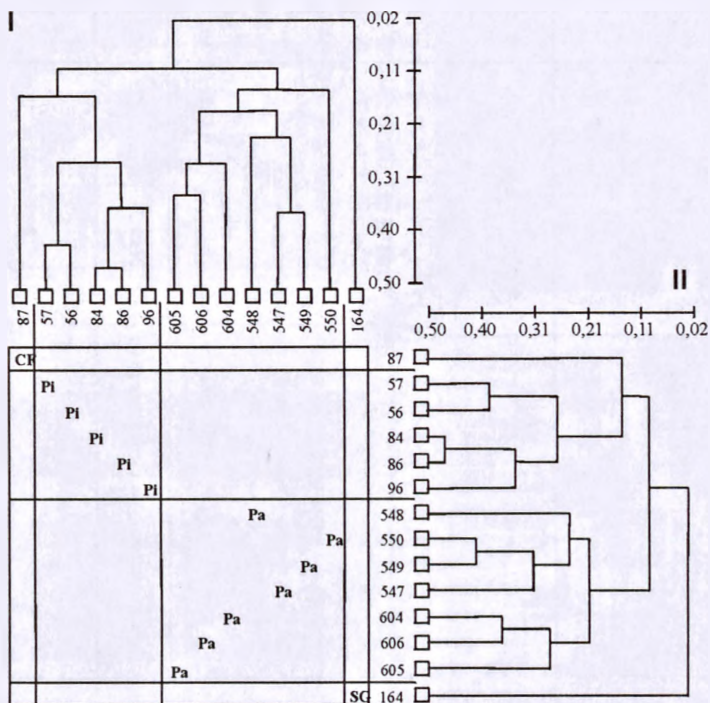 I
0,02
0,11
0,21
0,31
0,40
0,50
II
87 57 56 84 86 96 605 606 604 548 547 549 550 164
0,50 0,40 0,31 0,21 0,11 0,02
CF 87
Pi 57
Pi 56
Pi 84
Pi 86
Pi 96
Pa 548
Pa 550
Pa 549
Pa 547
Pa 604
Pa 606
Pa 605
SG 164